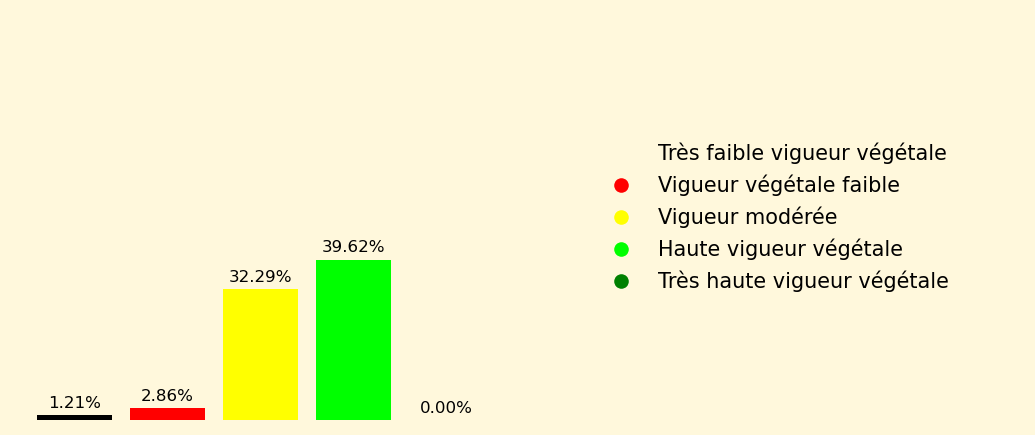 1.21%
2.86%
32.29%
39.62%
0.00%
Très faible vigueur végétale
Vigueur végétale faible
Vigueur modérée
Haute vigueur végétale
Très haute vigueur végétale